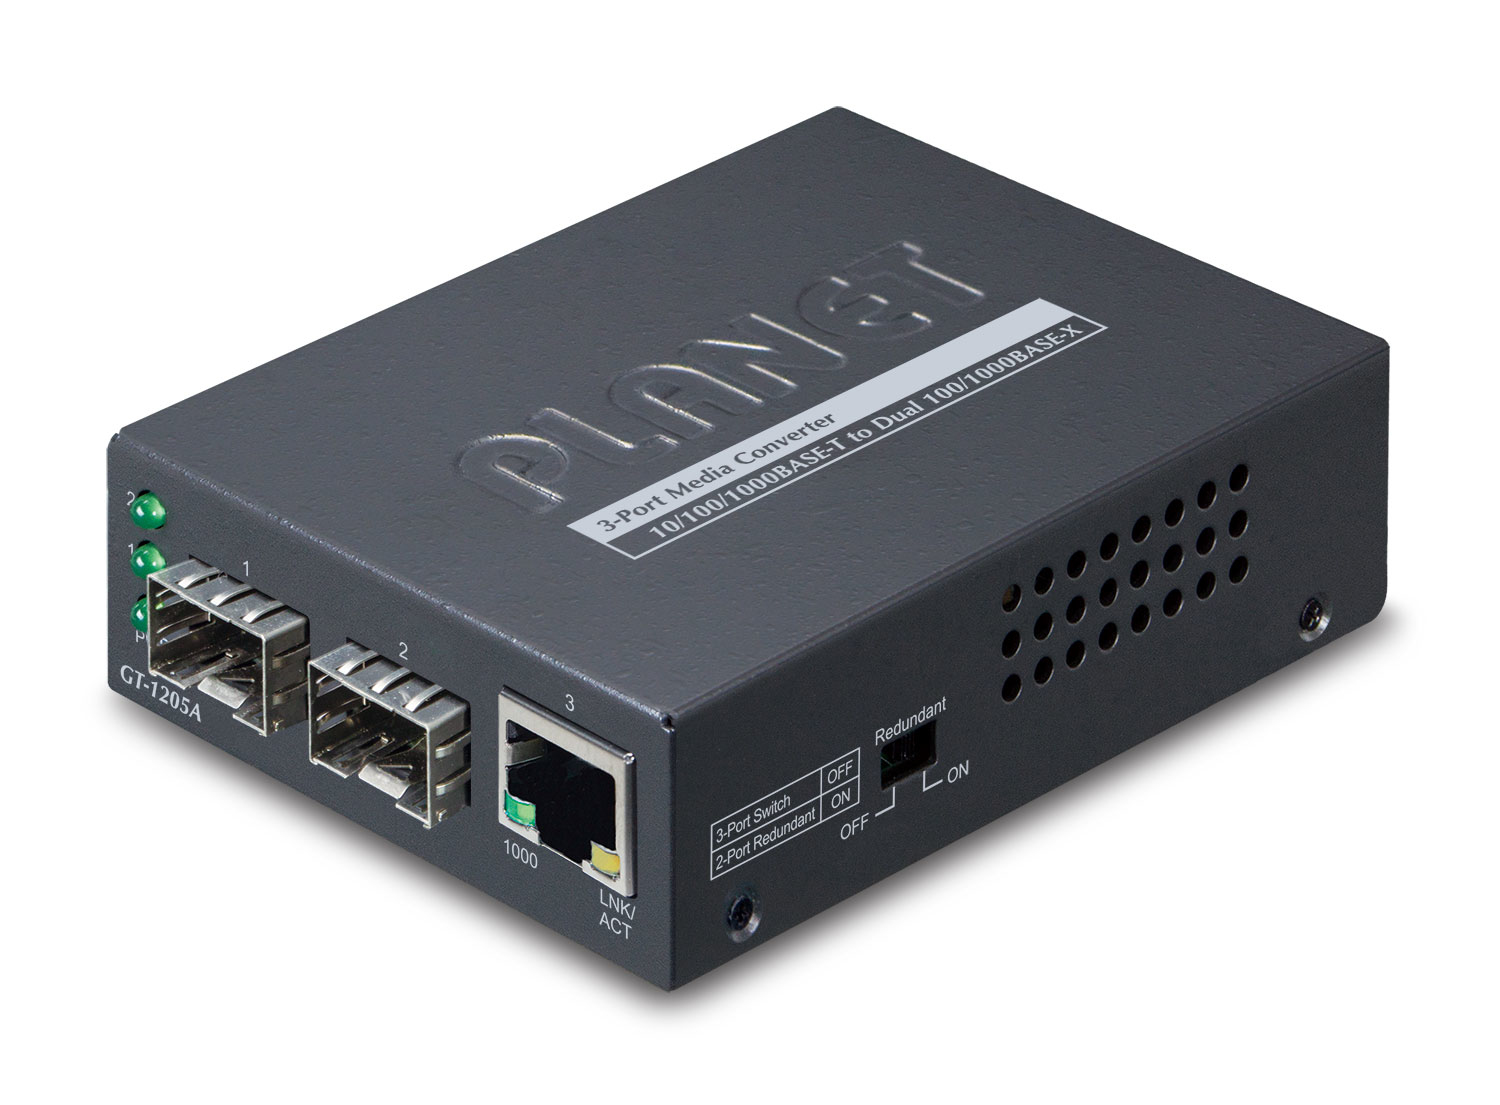 PLANET
3-Port Media Converter
10/100/1000BASE-T to Dual 100/1000BASE-X
2
1
GT-1205A
1
2
3
1000
LNK/
ACT
Redundant
OFF
ON
3-Port Switch OFF
2-Port Redundant ON